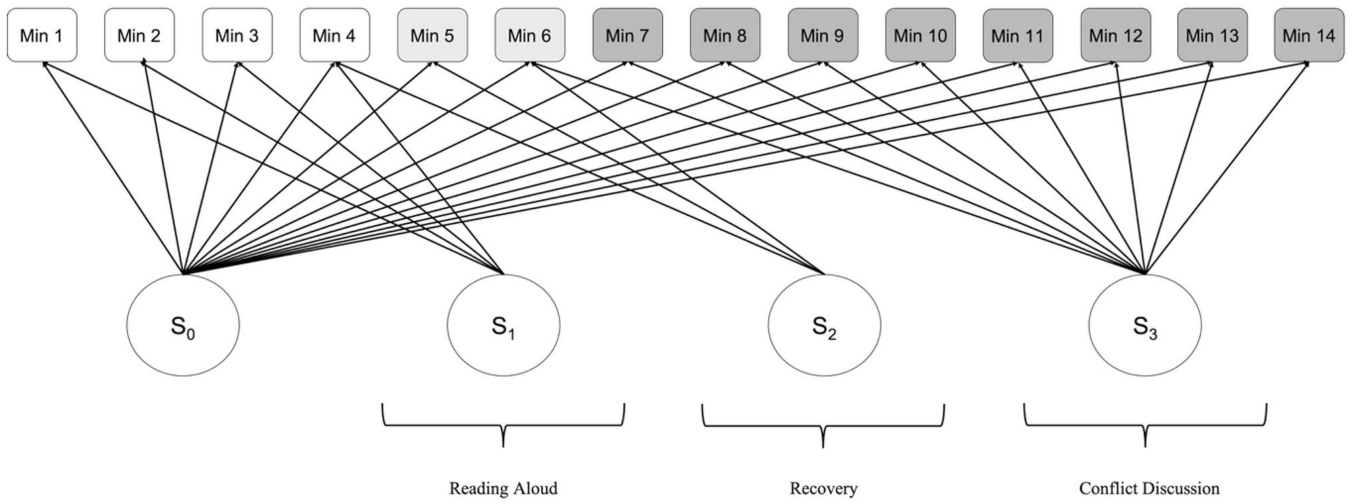 Min 1 Min 2 Min 3 Min 4 Min 5 Min 6 Min 7 Min 8 Min 9 Min 10 Min 11 Min 12 Min 13 Min 14
S₀ S₁ S₂ S₃
Reading Aloud Recovery Conflict Discussion